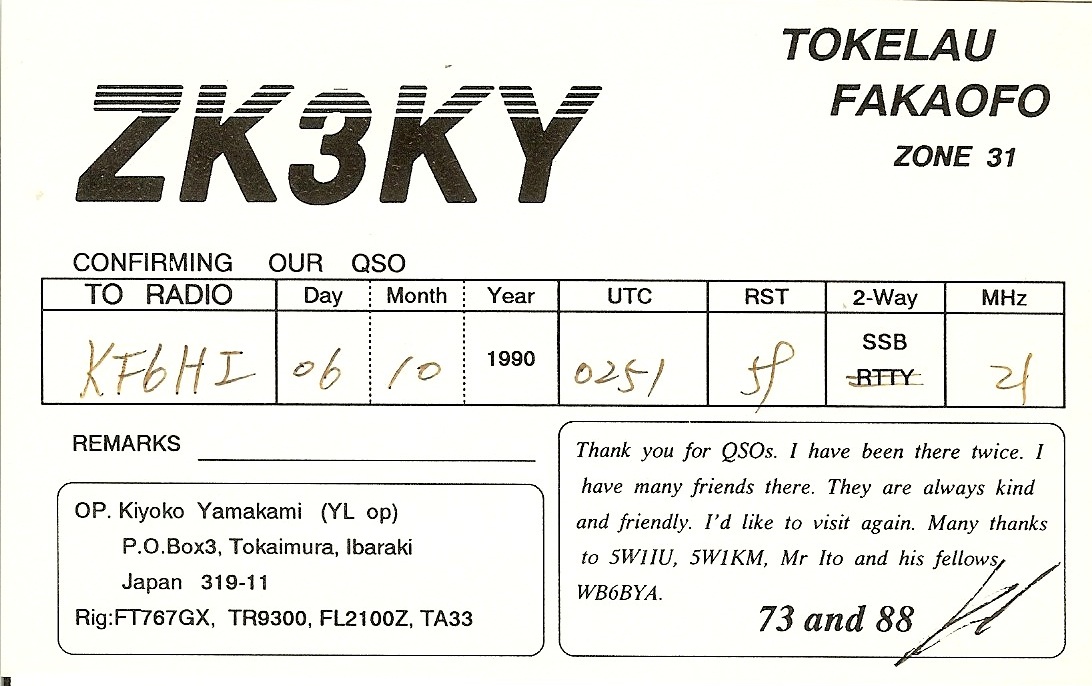 TOKELAU
FAKAOFO
ZONE 31
ZK3KY
CONFIRMING OUR QSO
TO RADIO Day Month Year UTC RST 2-Way MHz
KF6HI 06 10 1990 0251 59 SSB 21
RTTY
REMARKS
OP. Kiyoko Yamakami (YL op)
P.O.Box3, Tokaimura, Ibaraki
Japan 319-11
Rig:FT767GX, TR9300, FL2100Z, TA33
Thank you for QSOs. I have been there twice. I
have many friends there. They are always kind
and friendly. I'd like to visit again. Many thanks
to 5W1IU, 5W1KM, Mr Ito and his fellows,
WB6BYA.
73 and 88